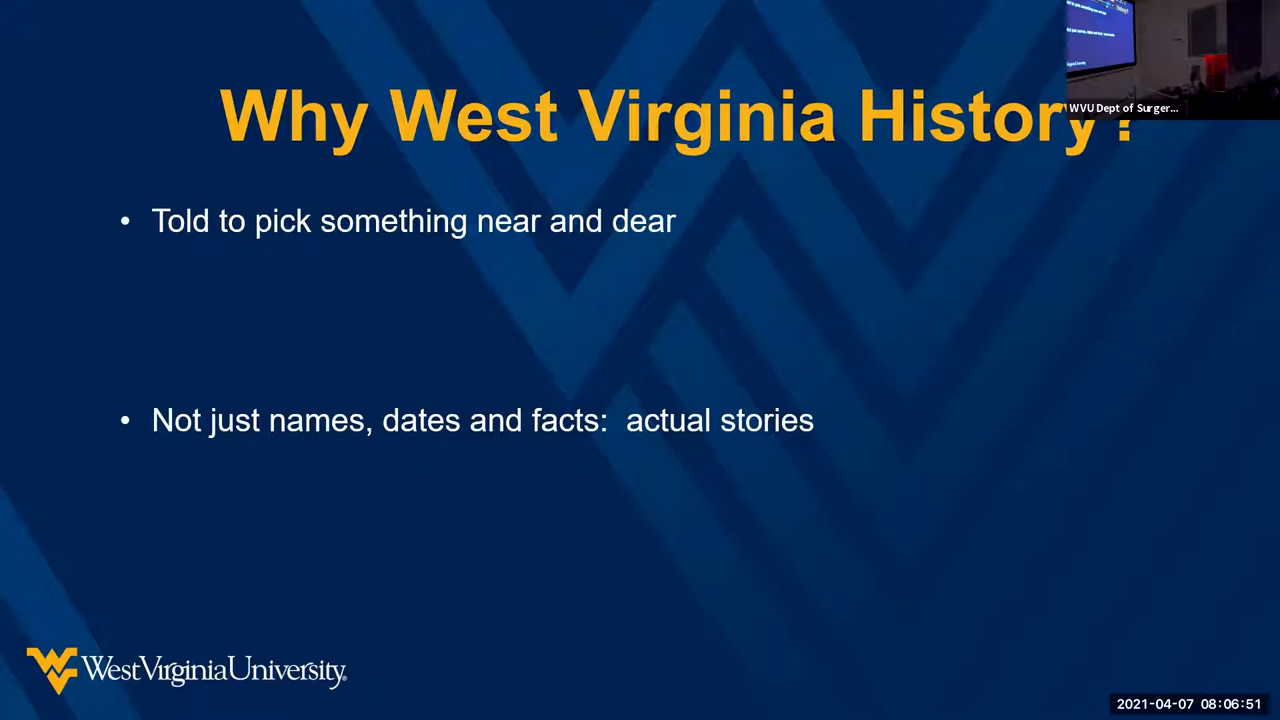 Why West Virginia History?
WVU Dept of Surger...
• Told to pick something near and dear
• Not just names, dates and facts:  actual stories
WestVirginiaUniversity.
2021-04-07 08:06:51